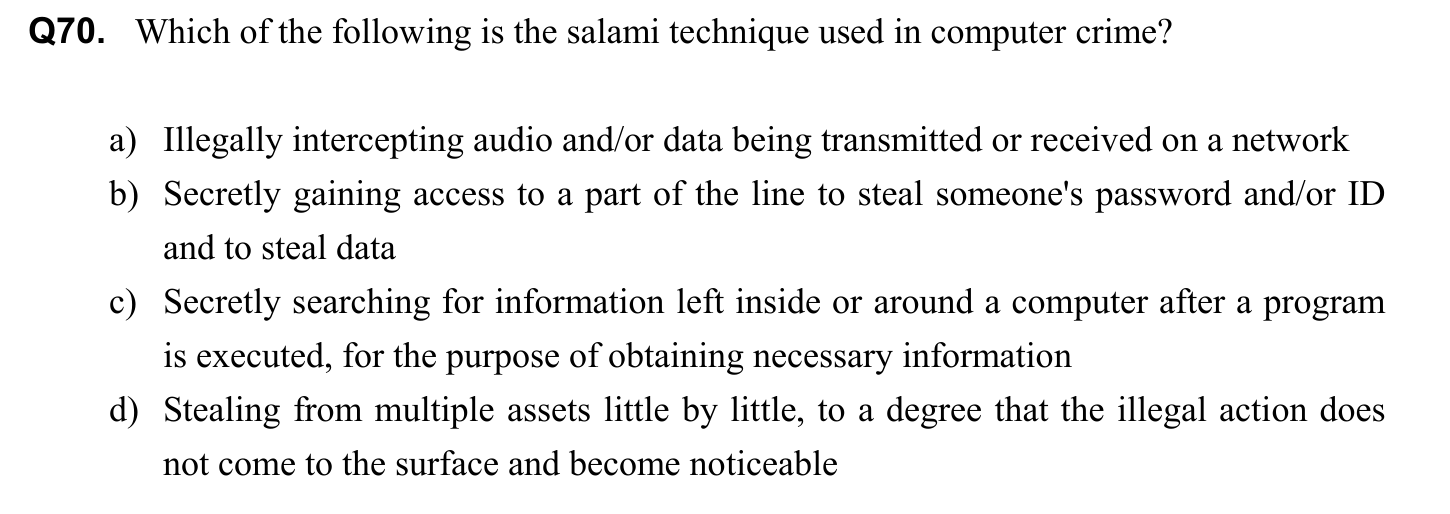 Q70. Which of the following is the salami technique used in computer crime?
a) Illegally intercepting audio and/or data being transmitted or received on a network
b) Secretly gaining access to a part of the line to steal someone's password and/or ID
and to steal data
c) Secretly searching for information left inside or around a computer after a program
is executed, for the purpose of obtaining necessary information
d) Stealing from multiple assets little by little, to a degree that the illegal action does
not come to the surface and become noticeable